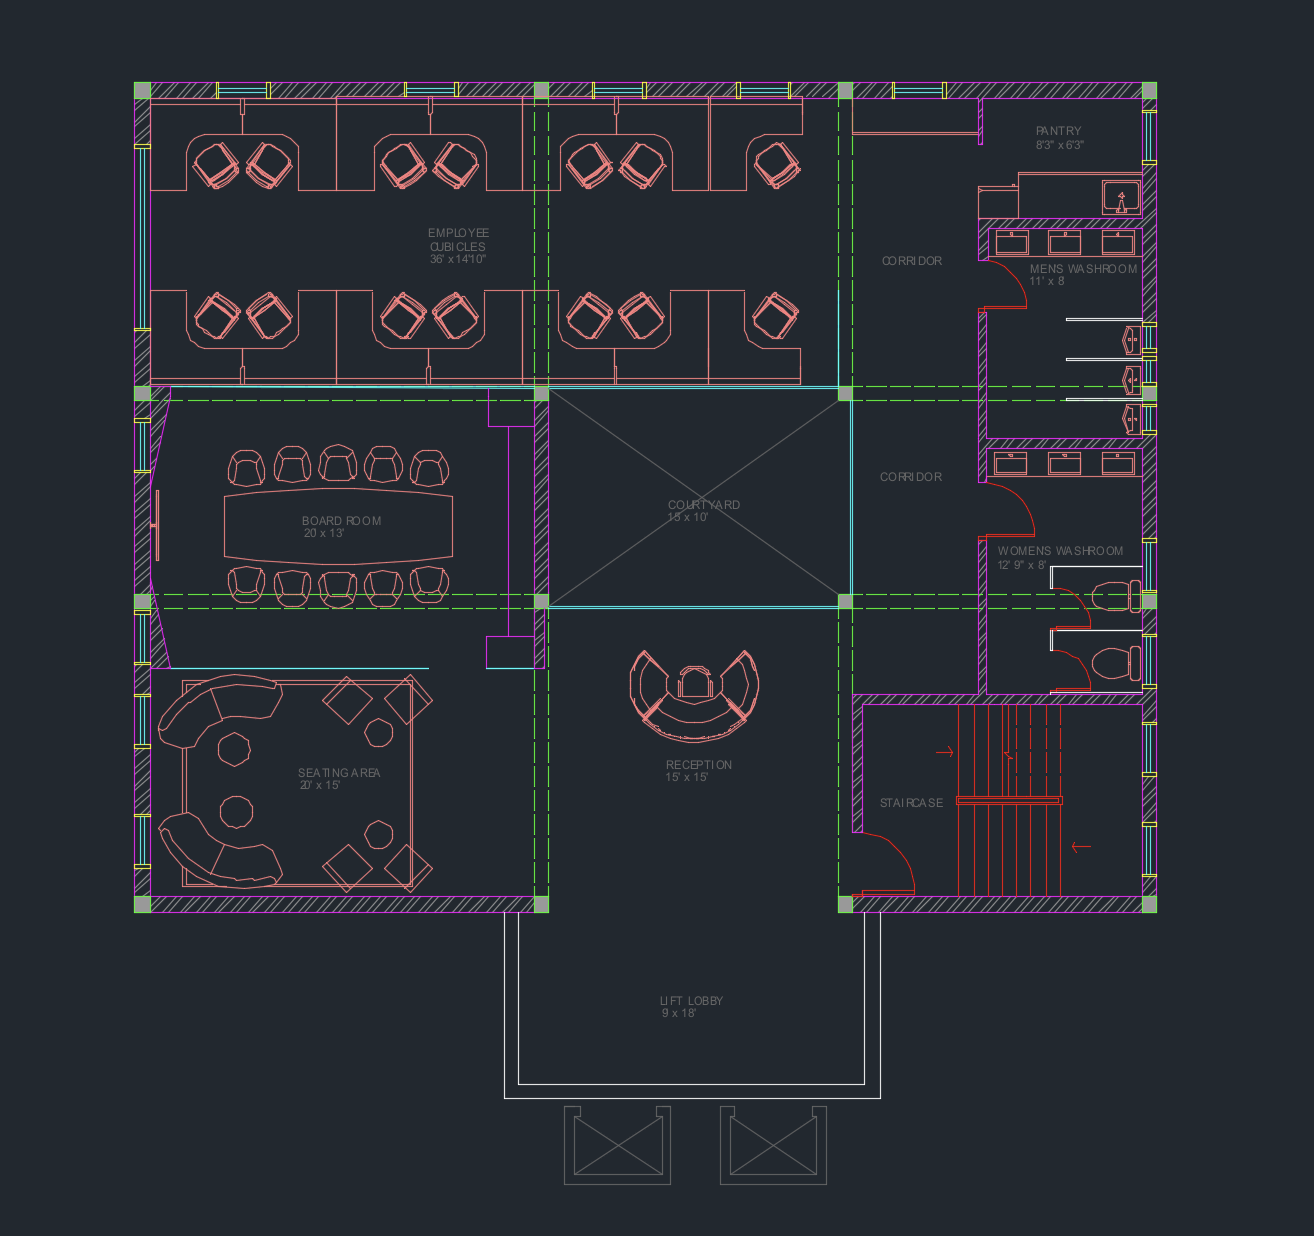 PANTRY
8'3" x 6'3"
EMPLOYEE
CUBICLES
36' x 14'10"
CORRIDOR
MENS WASHROOM
11' x 8'
BOARD ROOM
20' x 13'
COURTYARD
15' x 10'
CORRIDOR
WOMENS WASHROOM
12' 9" x 8'
SEATING AREA
20' x 15'
RECEPTION
15' x 15'
STAIRCASE
LIFT LOBBY
9' x 18'